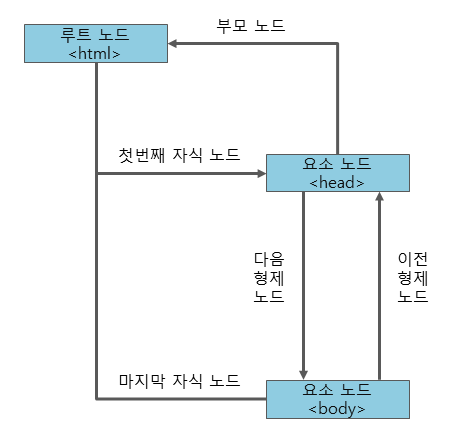 부모 노드
루트 노드
<html>
첫번째 자식 노드
요소 노드
<head>
다음
형제
노드
이전
형제
노드
마지막 자식 노드
요소 노드
<body>